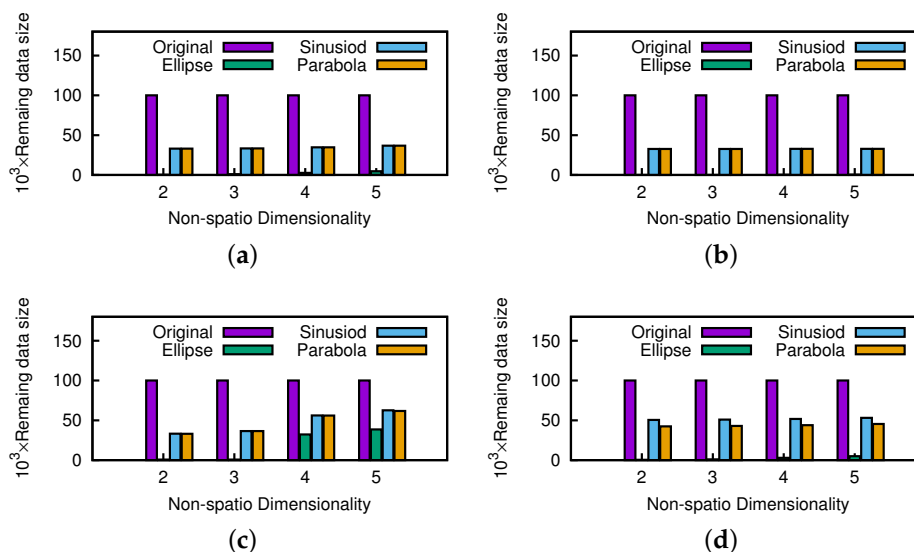 10³×Remaing data size
150
100
50
0
Original Sinusiod
Ellipse Parabola
2 3 4 5
Non-spatio Dimensionality
(a)
10³×Remaing data size
150
100
50
0
Original Sinusiod
Ellipse Parabola
2 3 4 5
Non-spatio Dimensionality
(b)
10³×Remaing data size
150
100
50
0
Original Sinusiod
Ellipse Parabola
2 3 4 5
Non-spatio Dimensionality
(c)
10³×Remaing data size
150
100
50
0
Original Sinusiod
Ellipse Parabola
2 3 4 5
Non-spatio Dimensionality
(d)